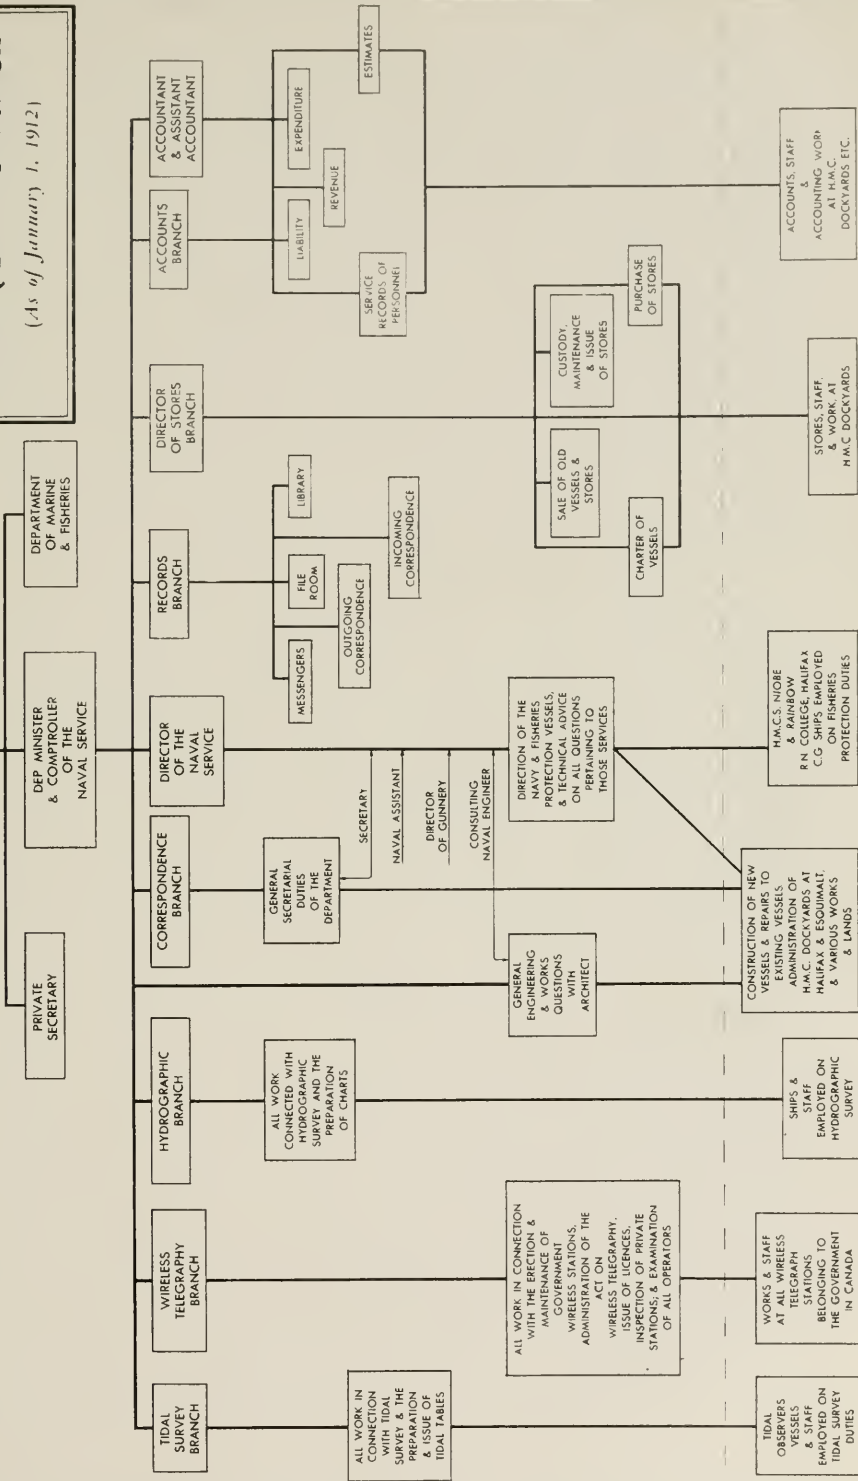 (As of January 1, 1912)
PRIVATE
SECRETARY
DEP MINISTER
& COMPTROLLER
OF THE
NAVAL SERVICE
DEPARTMENT
OF MARINE
& FISHERIES
TIDAL
SURVEY
BRANCH
WIRELESS
TELEGRAPHY
BRANCH
HYDROGRAPHIC
BRANCH
CORRESPONDENCE
BRANCH
DIRECTOR
OF THE
NAVAL
SERVICE
RECORDS
BRANCH
DIRECTOR
OF STORES
BRANCH
ACCOUNTS
BRANCH
ACCOUNTANT
& ASSISTANT
ACCOUNTANT
ALL WORK IN
CONNECTION
WITH TIDAL
SURVEY & THE
PREPARATION
& ISSUE OF
TIDAL TABLES
ALL WORK
CONNECTED WITH
HYDROGRAPHIC
SURVEY AND THE
PREPARATION
OF CHARTS
GENERAL
SECRETARIAL
DUTIES
OF THE
DEPARTMENT
SECRETARY
NAVAL ASSISTANT
DIRECTOR
OF GUNNERY
CONSULTING
NAVAL ENGINEER
MESSENGERS
FILE
ROOM
LIBRARY
OUTGOING
CORRESPONDENCE
INCOMING
CORRESPONDENCE
LIABILITY
EXPENDITURE
REVENUE
SERVICE
RECORDS OF
PERSONNEL
ESTIMATES
ALL WORK IN CONNECTION
WITH THE ERECTION &
MAINTENANCE OF
GOVERNMENT
WIRELESS STATIONS,
ADMINISTRATION OF THE
ACT ON
WIRELESS TELEGRAPHY,
ISSUE OF LICENCES,
INSPECTION OF PRIVATE
STATIONS; & EXAMINATION
OF ALL OPERATORS
GENERAL
ENGINEERING
& WORKS
QUESTIONS
WITH
ARCHITECT
DIRECTION OF THE
NAVY & FISHERIES
PROTECTION VESSELS,
& TECHNICAL ADVICE
ON ALL QUESTIONS
PERTAINING TO
THOSE SERVICES
SALE OF OLD
VESSELS &
STORES
CUSTODY,
MAINTENANCE
& ISSUE
OF STORES
CHARTER OF
VESSELS
PURCHASE
OF STORES
TIDAL
OBSERVERS
VESSELS
& STAFF
EMPLOYED ON
TIDAL SURVEY
DUTIES
WORKS & STAFF
AT ALL WIRELESS
TELEGRAPH
STATIONS
BELONGING TO
THE GOVERNMENT
IN CANADA
SHIPS &
STAFF
EMPLOYED ON
HYDROGRAPHIC
SURVEY
CONSTRUCTION OF NEW
VESSELS & REPAIRS TO
EXISTING VESSELS
ADMINISTRATION OF
H.M.C. DOCKYARDS AT
HALIFAX & ESQUIMALT,
& VARIOUS WORKS
& LANDS
H.M.C.S. NIOBE
& RAINBOW
R N COLLEGE, HALIFAX
C.G SHIPS EMPLOYED
ON FISHERIES
PROTECTION DUTIES
STORES, STAFF,
& WORK, AT
H.M.C DOCKYARDS
ACCOUNTS, STAFF
&
ACCOUNTING WORK
AT H.M.C.
DOCKYARDS ETC.